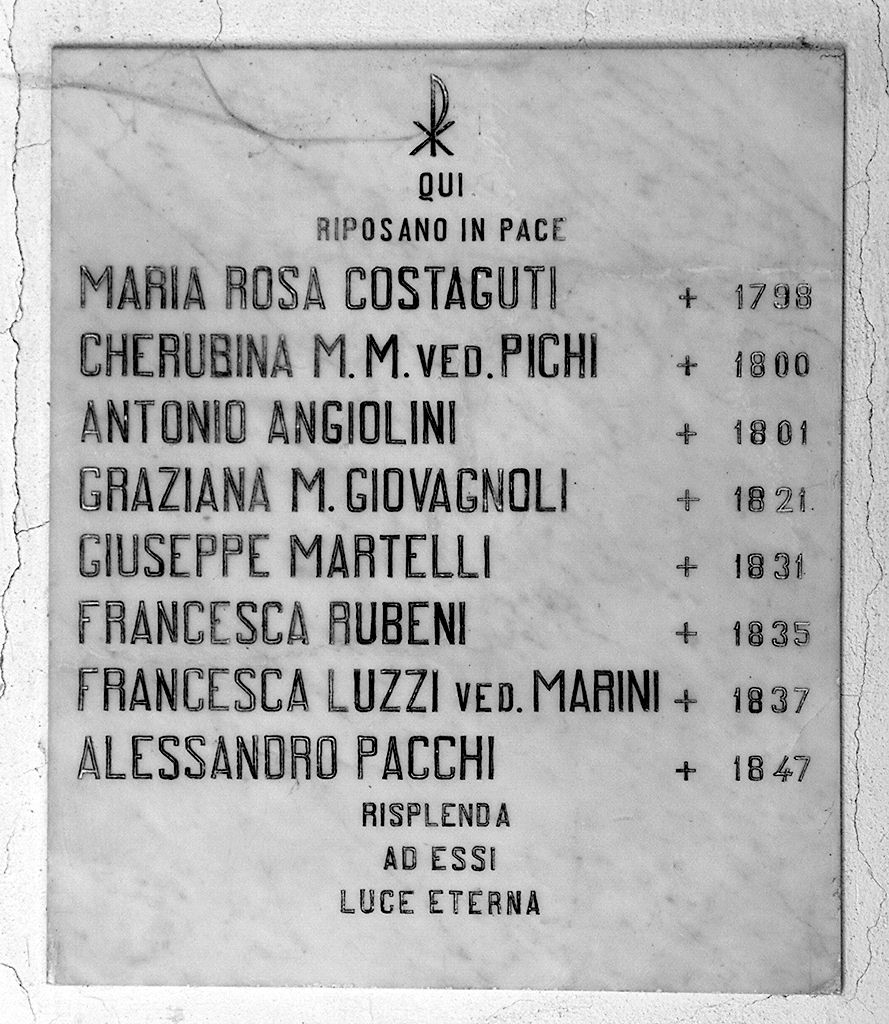 QUI
RIPOSANO IN PACE
MARIA ROSA COSTAGUTI + 1798
CHERUBINA M. M. VED. PICHI + 1800
ANTONIO ANGIOLINI + 1801
GRAZIANA M. GIOVAGNOLI + 1821
GIUSEPPE MARTELLI + 1831
FRANCESCA RUBENI + 1835
FRANCESCA LUZZI VED. MARINI + 1837
ALESSANDRO PACCHI + 1847
RISPLENDA
AD ESSI
LUCE ETERNA